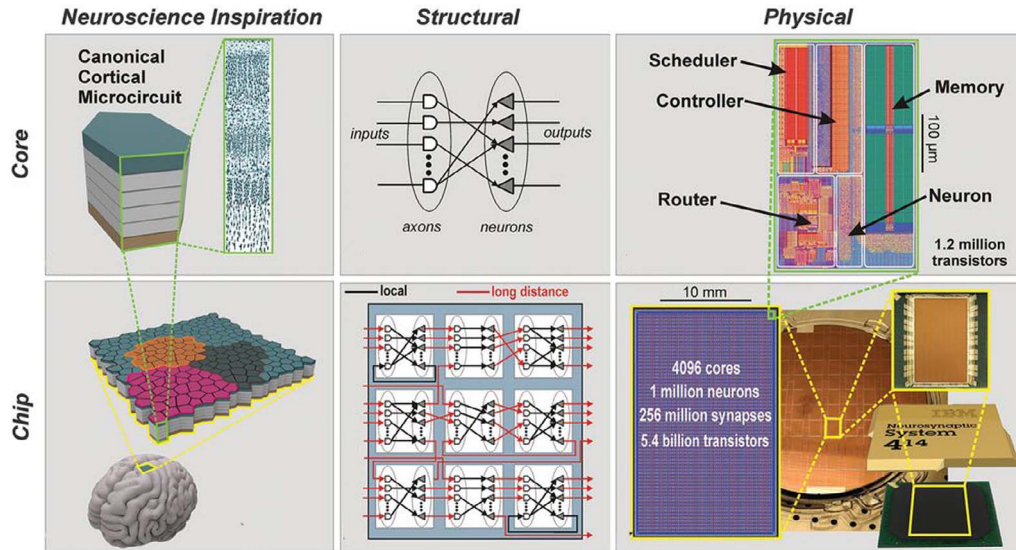 Neuroscience Inspiration
Structural
Physical
Core
Canonical
Cortical
Microcircuit
inputs
outputs
axons
neurons
Scheduler
Controller
Memory
100 µm
Router
Neuron
1.2 million
transistors
Chip
local
long distance
10 mm
4096 cores
1 million neurons
256 million synapses
5.4 billion transistors
IBM
Neurosynaptic
System
414